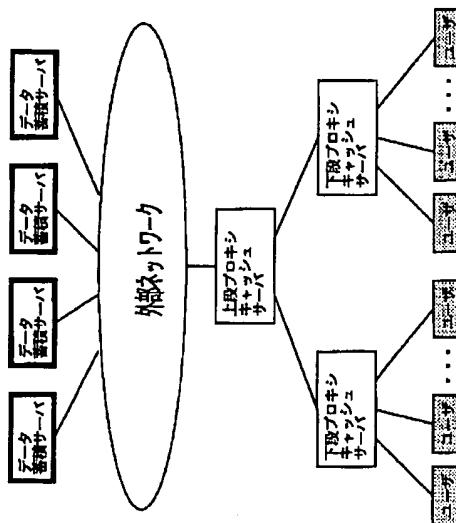 データ
蓄積サーバ
データ
蓄積サーバ
データ
蓄積サーバ
データ
蓄積サーバ
外部ネットワーク
上段プロキシ
キャッシュ
サーバ
下段プロキシ
キャッシュ
サーバ
下段プロキシ
キャッシュ
サーバ
ユーザ
ユーザ
...
ユーザ
ユーザ
ユーザ
...
ユーザ